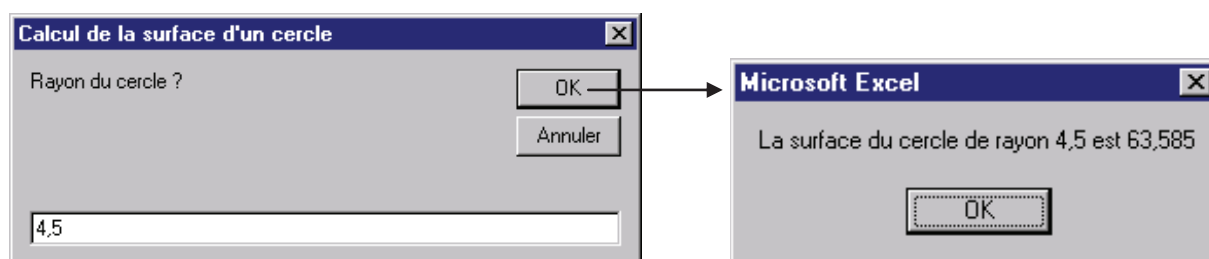 Calcul de la surface d'un cercle
Rayon du cercle ?
OK
Annuler
4,5
Microsoft Excel
La surface du cercle de rayon 4,5 est 63,585
OK